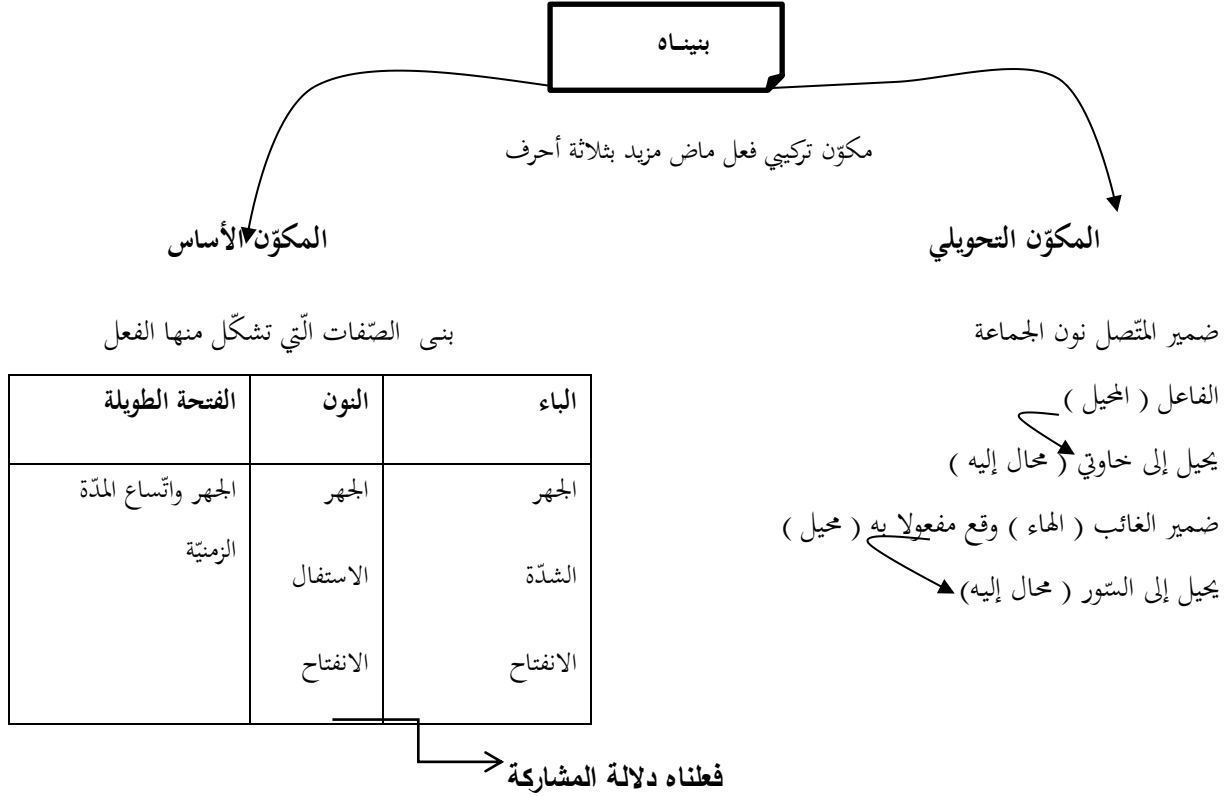 بنينـاه
مكوّن تركيبي فعل ماض مزيد بثلاثة أحرف
المكوّن التحويلي
المكوّن الأساس
ضمير المتّصل نون الجماعة
الفاعل ( المحيل )
يحيل إلى خاوتي ( محال إليه )
ضمير الغائب ( الهاء ) وقع مفعولا به ( محيل )
يحيل إلى السّور ( محال إليه)
بنى الصّفات الّتي تشكّل منها الفعل
الباء
النون
الفتحة الطويلة
الجهر
الشدّة
الانفتاح
الجهر
الاستفال
الانفتاح
الجهر واتّساع المدّة
الزمنيّة
فعلناه دلالة المشاركة